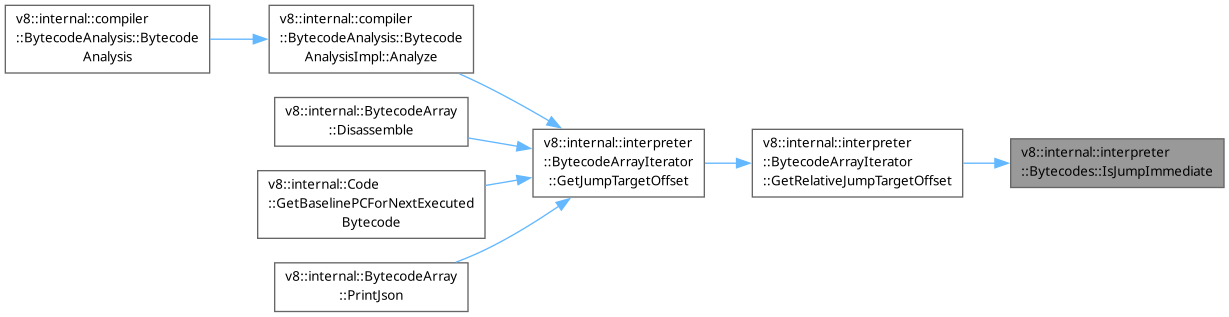 v8::internal::compiler
::BytecodeAnalysis::Bytecode
Analysis
v8::internal::compiler
::BytecodeAnalysis::Bytecode
AnalysisImpl::Analyze
v8::internal::BytecodeArray
::Disassemble
v8::internal::Code
::GetBaselinePCForNextExecuted
Bytecode
v8::internal::BytecodeArray
::PrintJson
v8::internal::interpreter
::BytecodeArrayIterator
::GetJumpTargetOffset
v8::internal::interpreter
::BytecodeArrayIterator
::GetRelativeJumpTargetOffset
v8::internal::interpreter
::Bytecodes::IsJumpImmediate